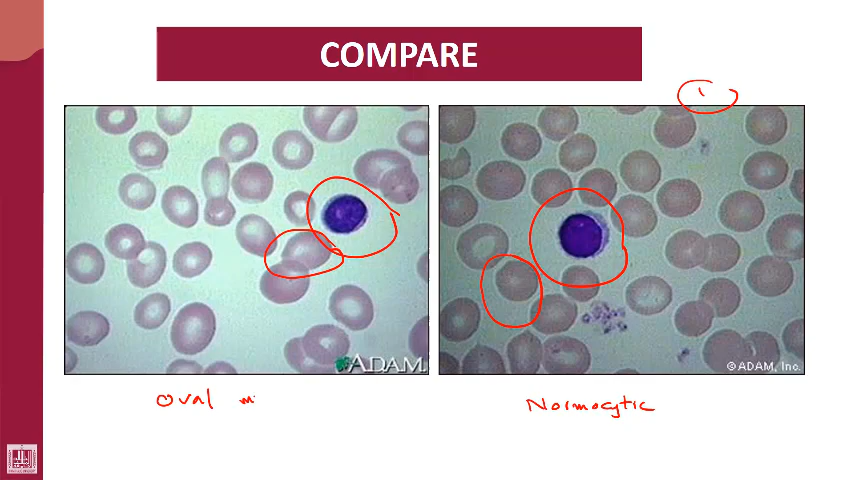 COMPARE
ADAM.
© ADAM, Inc.
Oval m
Normocytic